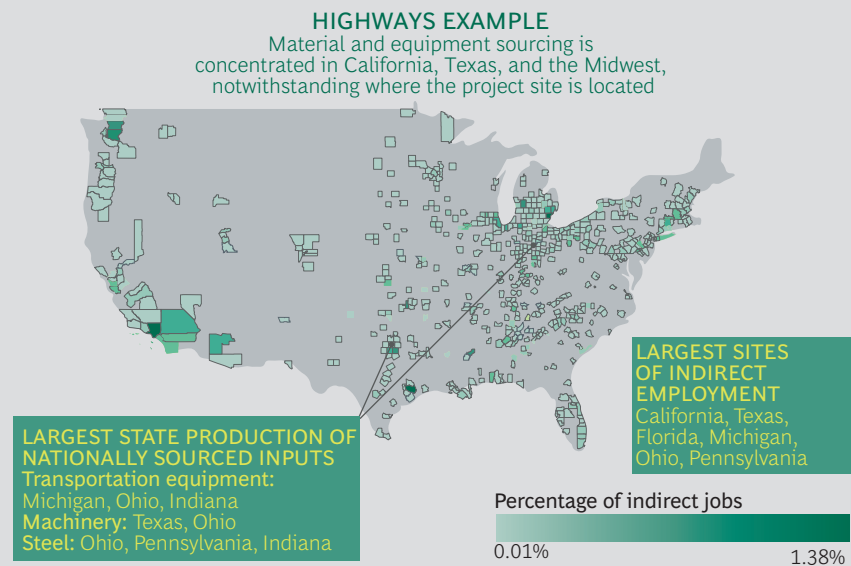 HIGHWAYS EXAMPLE
Material and equipment sourcing is
concentrated in California, Texas, and the Midwest,
notwithstanding where the project site is located
LARGEST SITES
OF INDIRECT
EMPLOYMENT
California, Texas,
Florida, Michigan,
Ohio, Pennsylvania
LARGEST STATE PRODUCTION OF
NATIONALLY SOURCED INPUTS
Transportation equipment:
Michigan, Ohio, Indiana
Machinery: Texas, Ohio
Steel: Ohio, Pennsylvania, Indiana
Percentage of indirect jobs
0.01%
1.38%